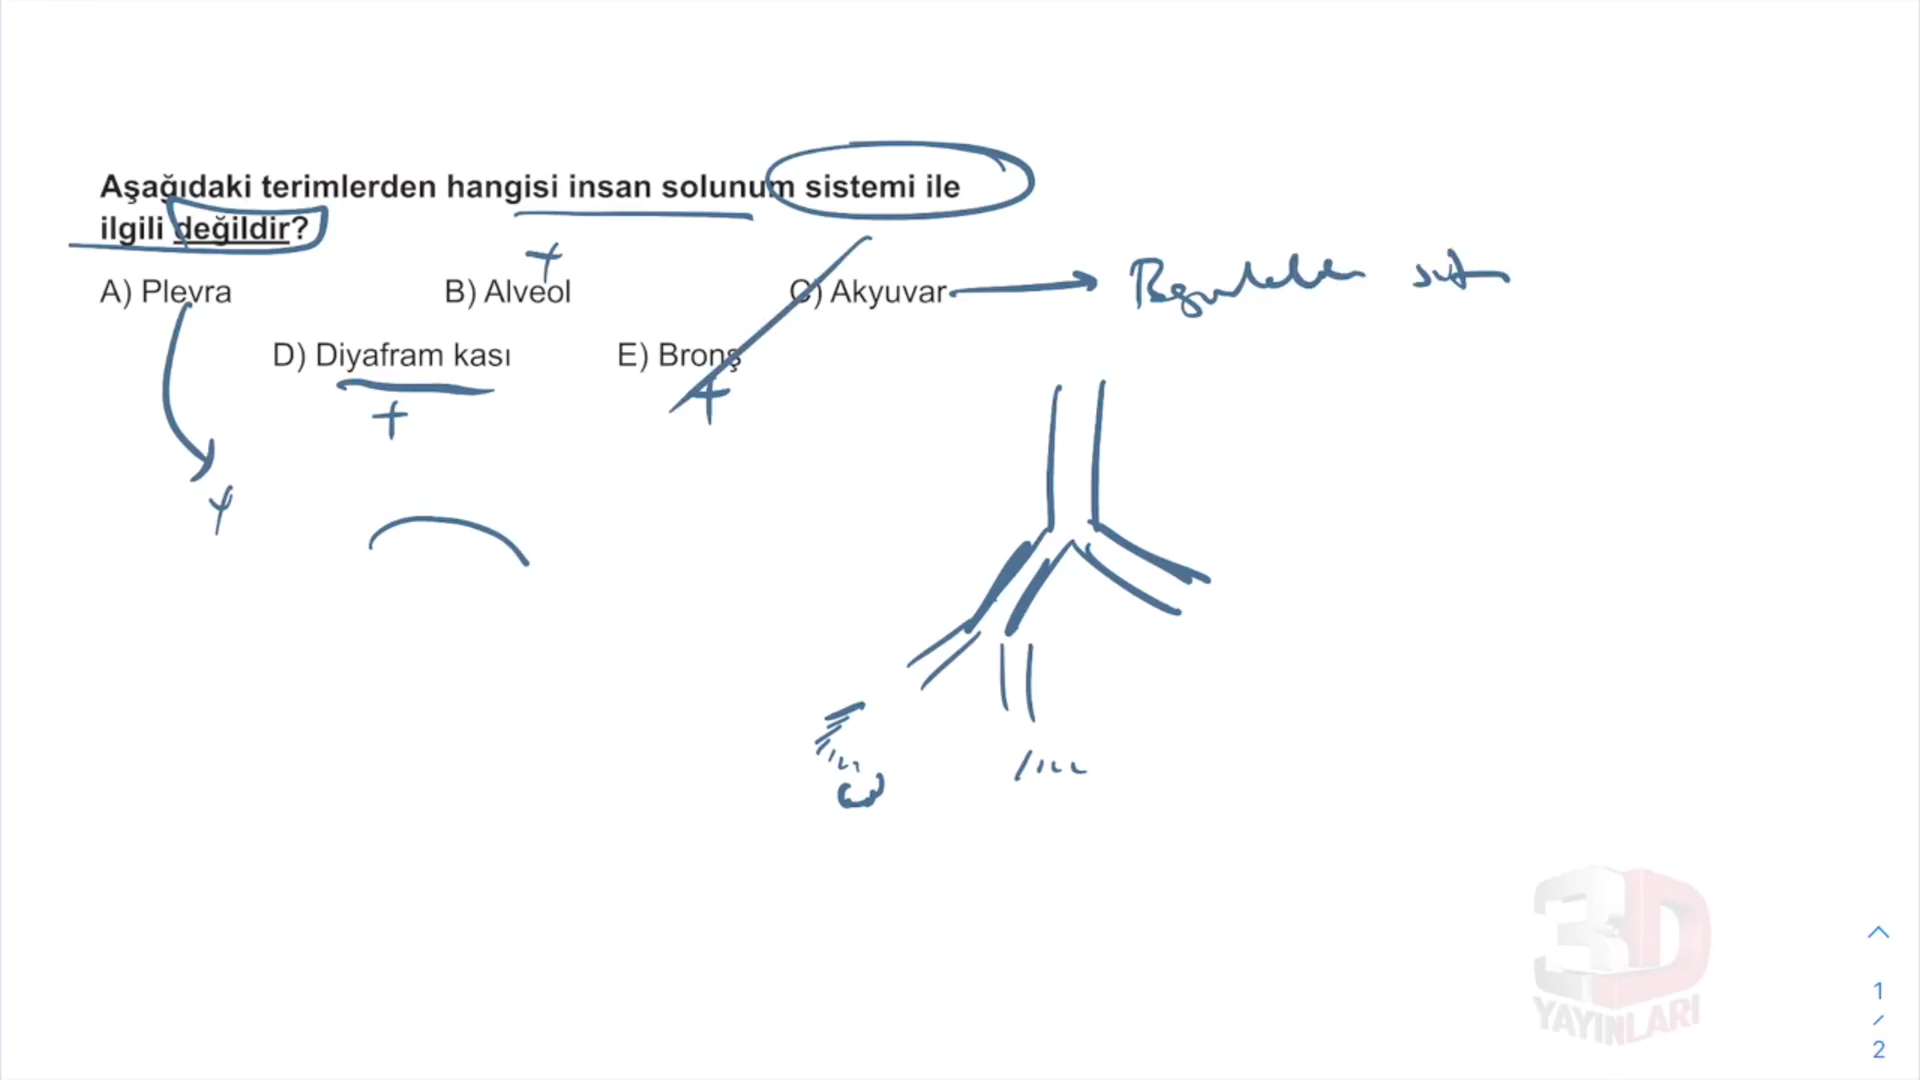 Aşağıdaki terimlerden hangisi insan solunum sistemi ile
ilgili değildir?
A) Plevra B) Alveol C) Akyuvar
D) Diyafram kası E) Bronş
3D
YAYINLARI
1
/
2